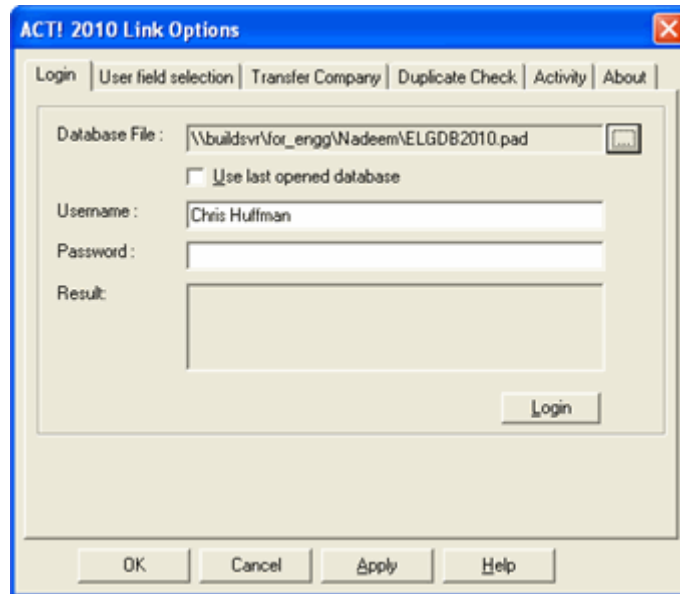 ACT! 2010 Link Options
Login User field selection Transfer Company Duplicate Check Activity About
Database File : \\buildsvr\for_engg\Nadeem\ELGDB2010.pad ...
Use last opened database
Username : Chris Huffman
Password :
Result:
Login
OK Cancel Apply Help